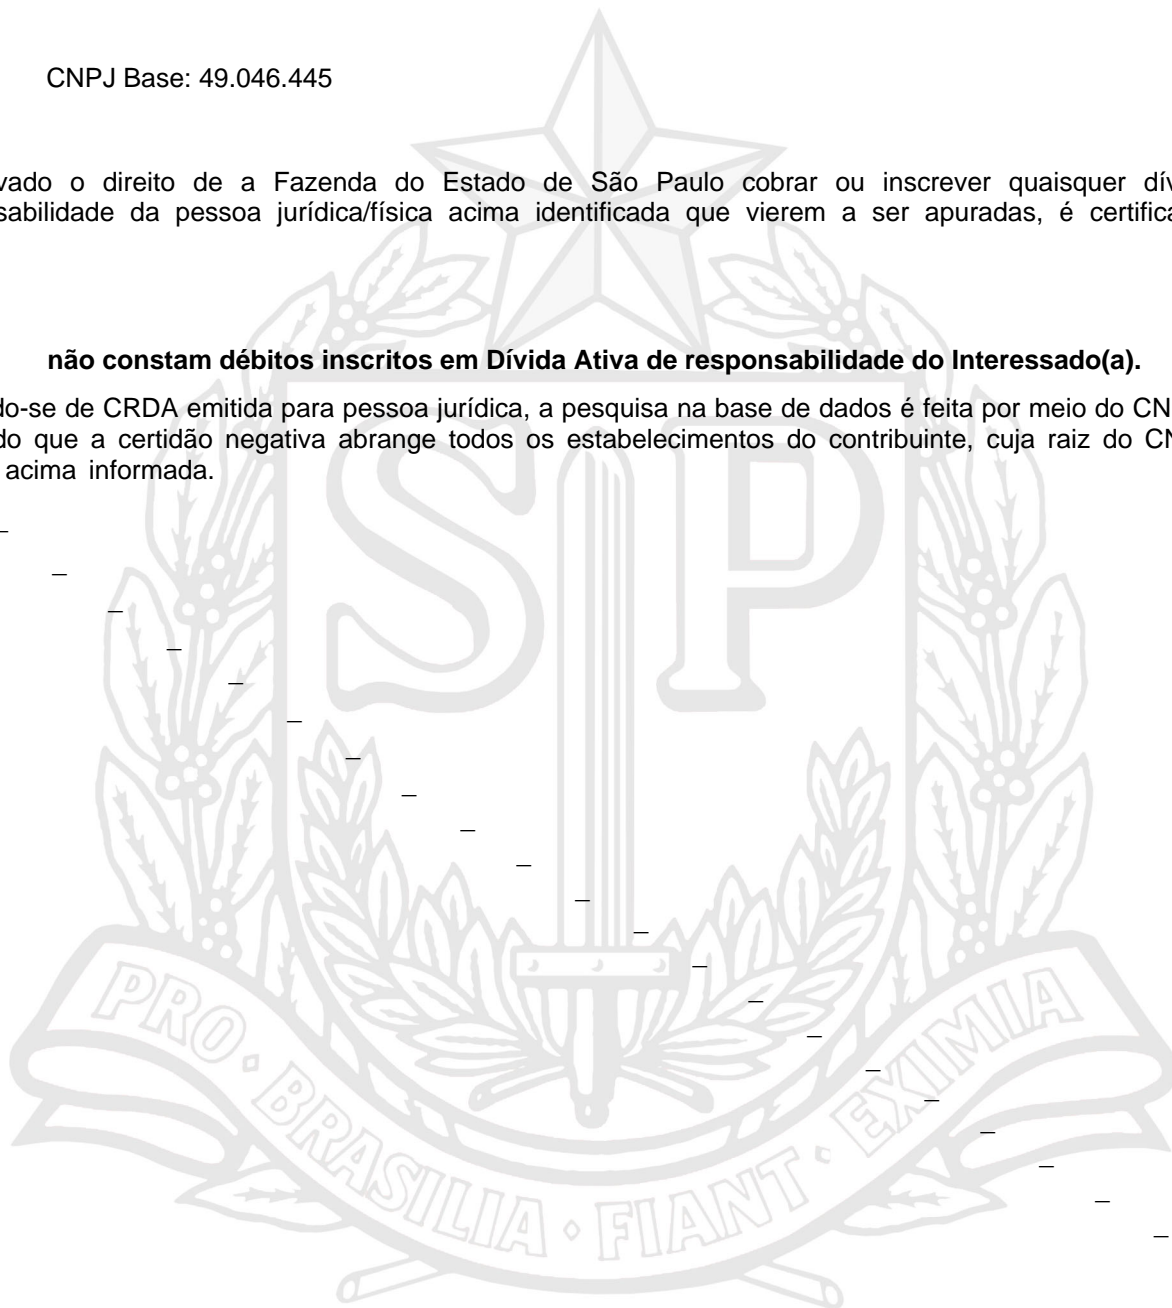 CNPJ Base: 49.046.445
vado o direito de a Fazenda do Estado de São Paulo cobrar ou inscrever quaisquer dív
sabilidade da pessoa jurídica/física acima identificada que vierem a ser apuradas, é certifica
não constam débitos inscritos em Dívida Ativa de responsabilidade do Interessado(a).
do-se de CRDA emitida para pessoa jurídica, a pesquisa na base de dados é feita por meio do CN
do que a certidão negativa abrange todos os estabelecimentos do contribuinte, cuja raiz do CN
acima informada.
SP
PRO • BRASILIA • FIANT • EXIMIA